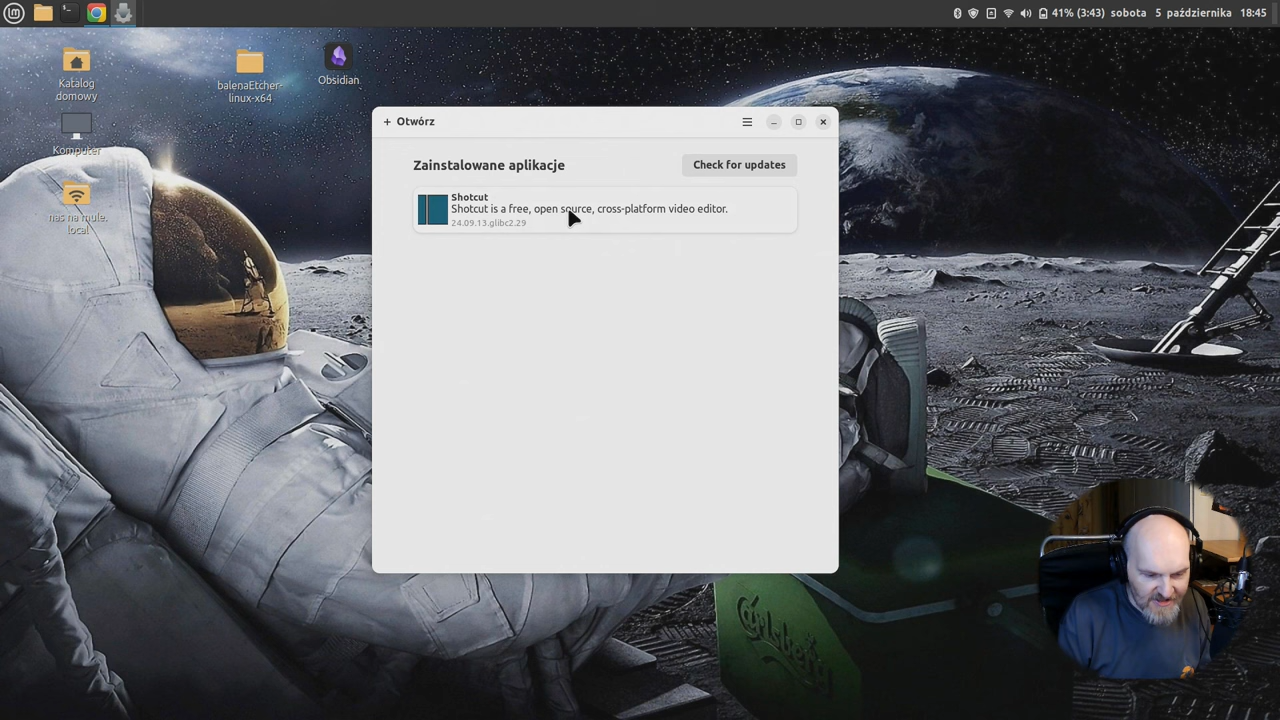 41% (3:43) sobota 5 października 18:45
Katalog
domowy
Komputer
nas na mule.
local
balenaEtcher-
linux-x64
Obsidian
+ Otwórz
Zainstalowane aplikacje
Check for updates
Shotcut
Shotcut is a free, open source, cross-platform video editor.
24.09.13.glibc2.29
Carlsberg